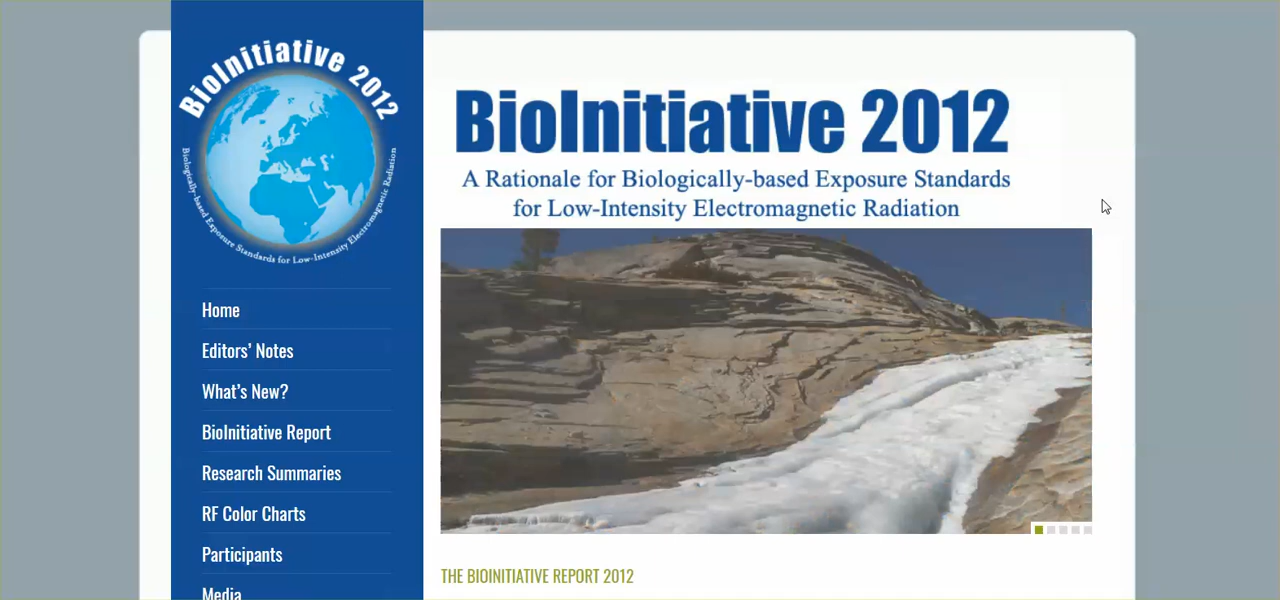 BioInitiative 2012
Biologically-based Exposure Standards for Low-Intensity Electromagnetic Radiation
Home
Editors’ Notes
What’s New?
BioInitiative Report
Research Summaries
RF Color Charts
Participants
Media
BioInitiative 2012
A Rationale for Biologically-based Exposure Standards
for Low-Intensity Electromagnetic Radiation
THE BIOINITIATIVE REPORT 2012